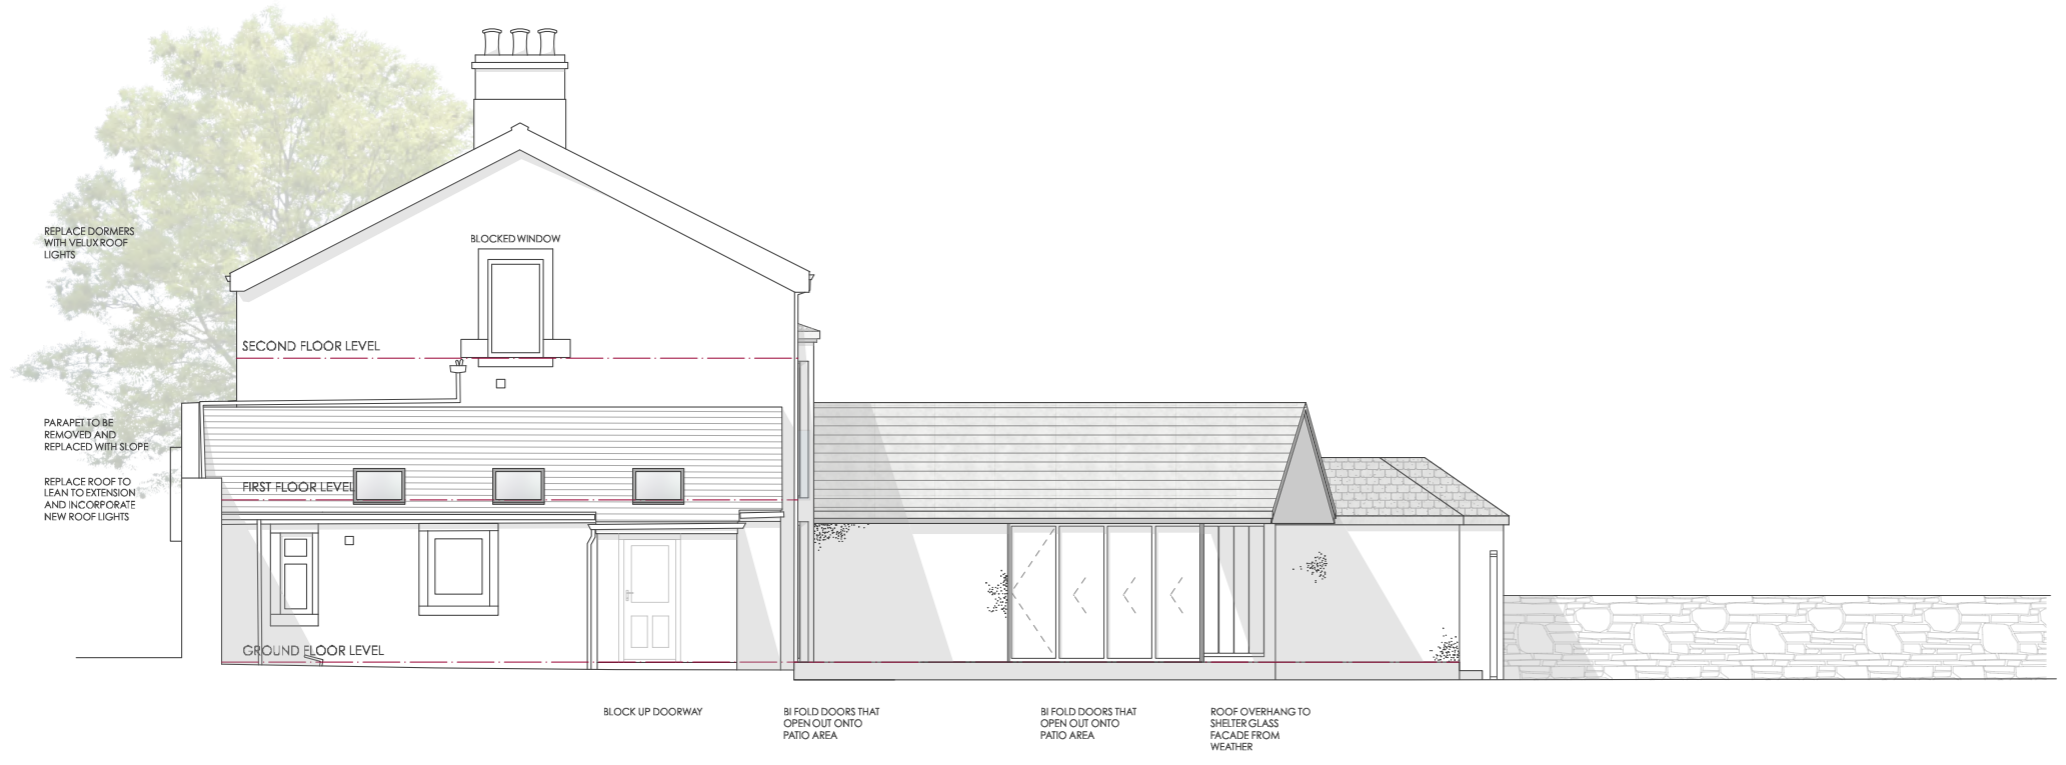 REPLACE DORMERS
WITH VELUX ROOF
LIGHTS
BLOCKED WINDOW
SECOND FLOOR LEVEL
PARAPET TO BE
REMOVED AND
REPLACED WITH SLOPE
REPLACE ROOF TO
LEAN TO EXTENSION
AND INCORPORATE
NEW ROOF LIGHTS
FIRST FLOOR LEVEL
GROUND FLOOR LEVEL
BLOCK UP DOORWAY
BI FOLD DOORS THAT
OPEN OUT ONTO
PATIO AREA
BI FOLD DOORS THAT
OPEN OUT ONTO
PATIO AREA
ROOF OVERHANG TO
SHELTER GLASS
FACADE FROM
WEATHER